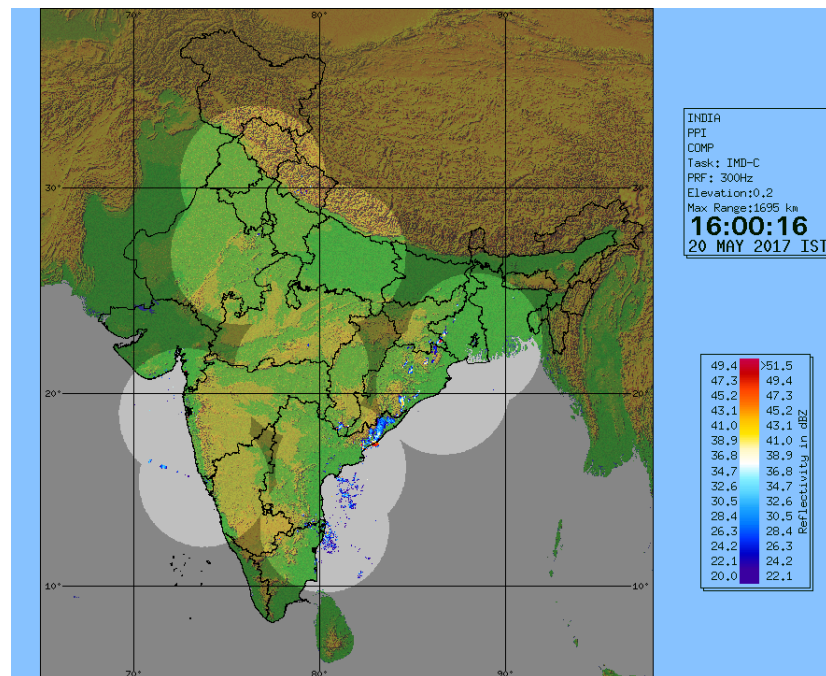 70° 80° 90°
30°
20°
10°
70° 80° 90°
INDIA
PPI
COMP
Task: IMD-C
PRF: 300Hz
Elevation:0.2
Max Range:1695 km
16:00:16
20 MAY 2017 IST
49.4 >51.5
47.3 49.4
45.2 47.3
43.1 45.2
41.0 43.1
38.9 41.0
36.8 38.9
34.7 36.8
32.6 34.7
30.5 32.6
28.4 30.5
26.3 28.4
24.2 26.3
22.1 24.2
20.0 22.1
Reflectivity in dBZ